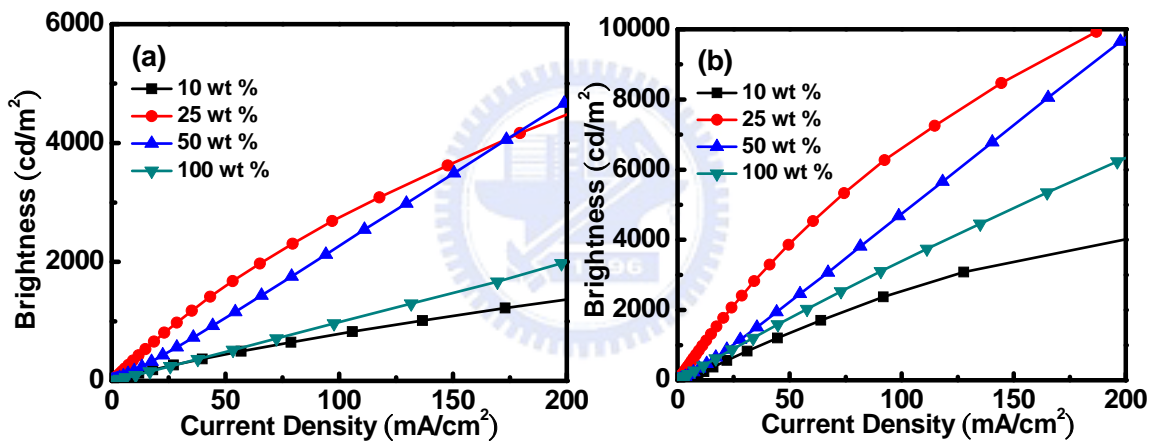 (a)
10 wt %
25 wt %
50 wt %
100 wt %
Brightness (cd/m²)
6000
4000
2000
0
0 50 100 150 200
Current Density (mA/cm²)
(b)
10 wt %
25 wt %
50 wt %
100 wt %
Brightness (cd/m²)
10000
8000
6000
4000
2000
0
0 50 100 150 200
Current Density (mA/cm²)